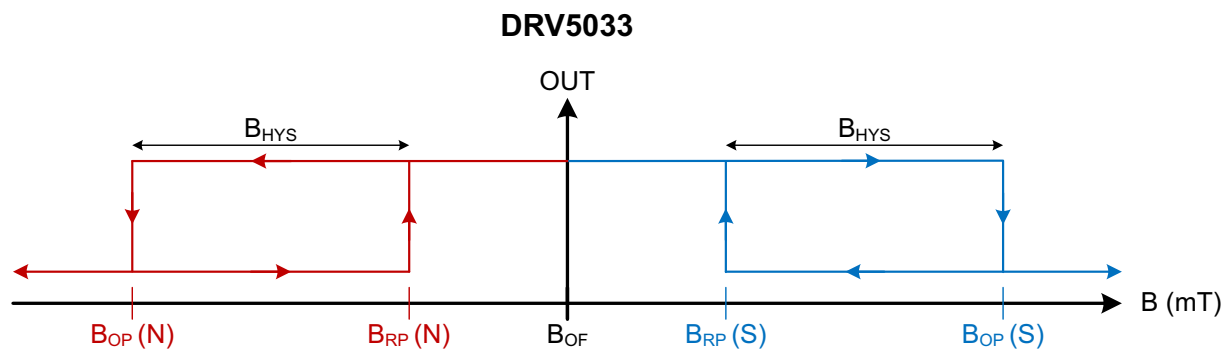 DRV5033
OUT
BHYS
BHYS
B (mT)
BOP (N)
BRP (N)
BOF
BRP (S)
BOP (S)